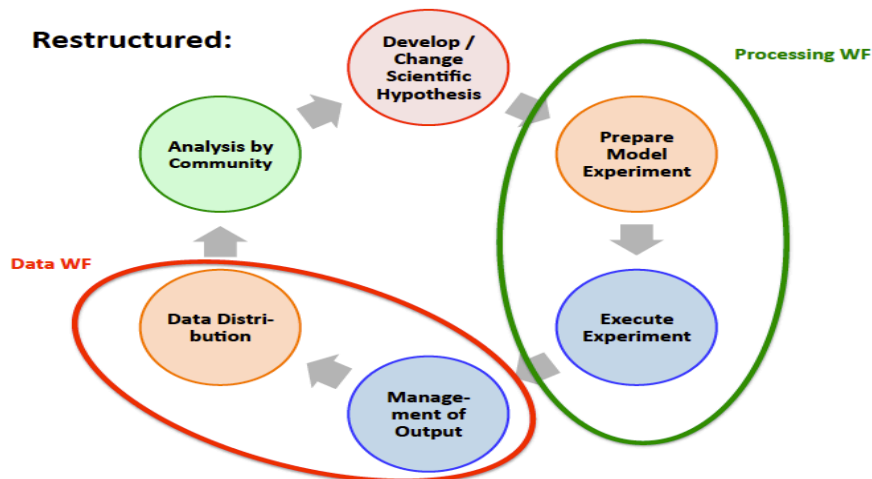 Restructured:
Develop /
Change
Scientific
Hypothesis
Processing WF
Analysis by
Community
Prepare
Model
Experiment
Data WF
Data Distri-
bution
Execute
Experiment
Manage-
ment of
Output